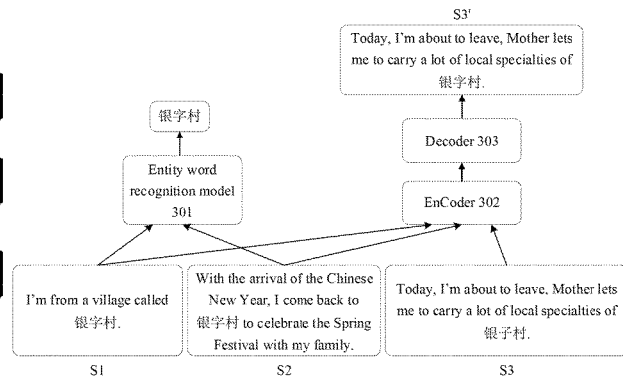 S3'
Today, I'm about to leave, Mother lets
me to carry a lot of local specialties of
银字村.
银字村
Decoder 303
Entity word
recognition model
301
EnCoder 302
I'm from a village called
银字村.
With the arrival of the Chinese
New Year, I come back to
银字村 to celebrate the Spring
Festival with my family.
Today, I'm about to leave, Mother lets
me to carry a lot of local specialties of
银子村.
S1
S2
S3